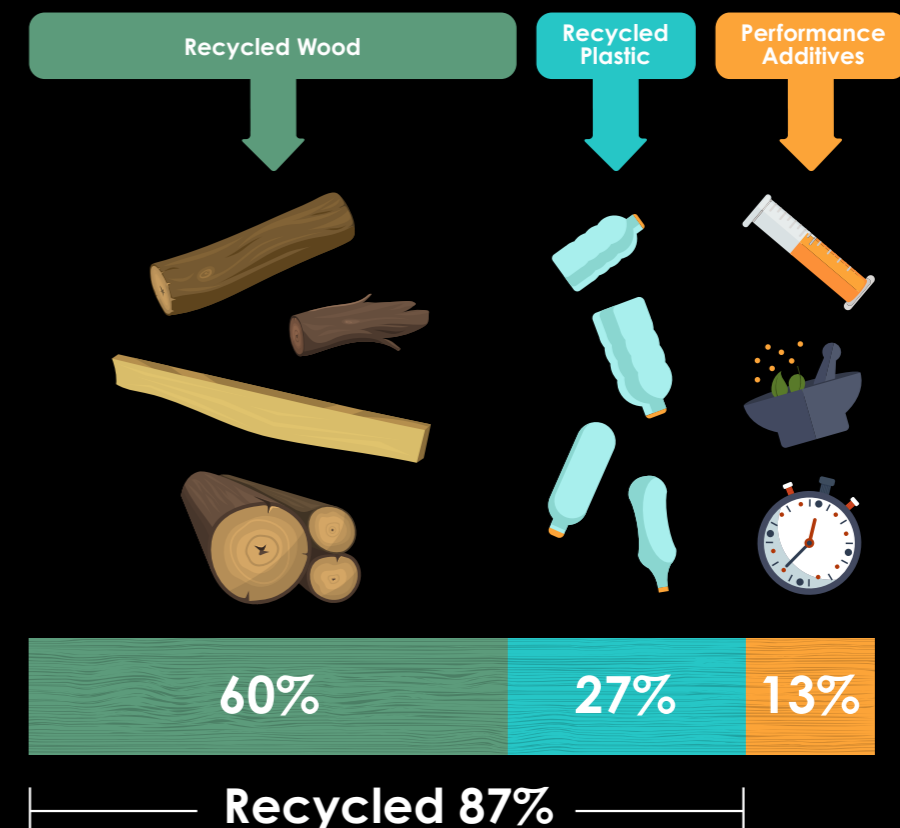 Recycled Wood
Recycled
Plastic
Performance
Additives
60%
27%
13%
Recycled 87%